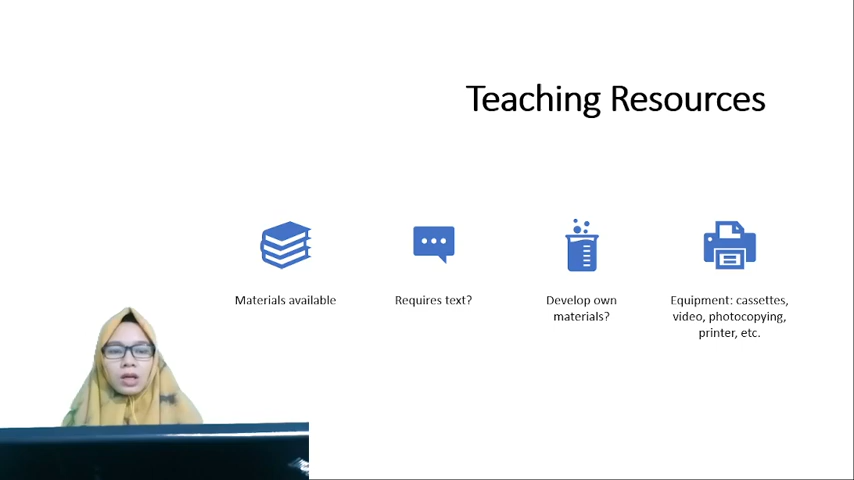 Teaching Resources
Materials available
Requires text?
Develop own
materials?
Equipment: cassettes,
video, photocopying,
printer, etc.